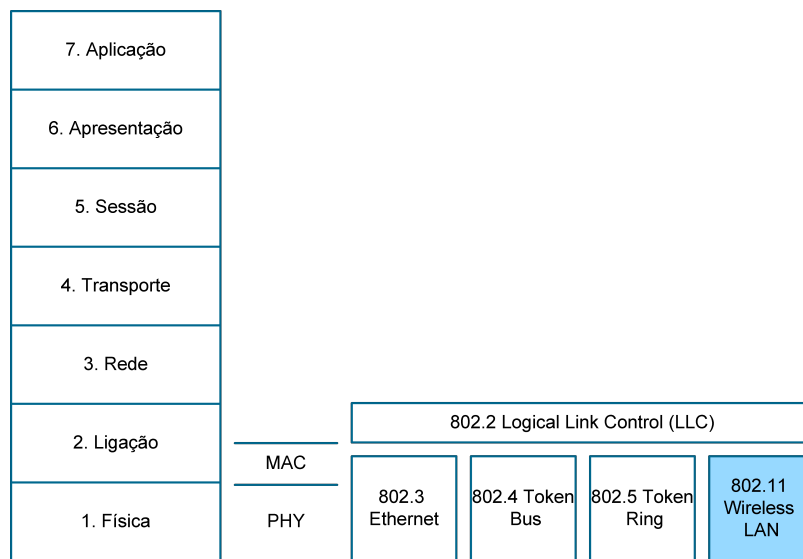 7. Aplicação
6. Apresentação
5. Sessão
4. Transporte
3. Rede
2. Ligação
1. Física
MAC
PHY
802.2 Logical Link Control (LLC)
802.3
Ethernet
802.4 Token
Bus
802.5 Token
Ring
802.11
Wireless
LAN